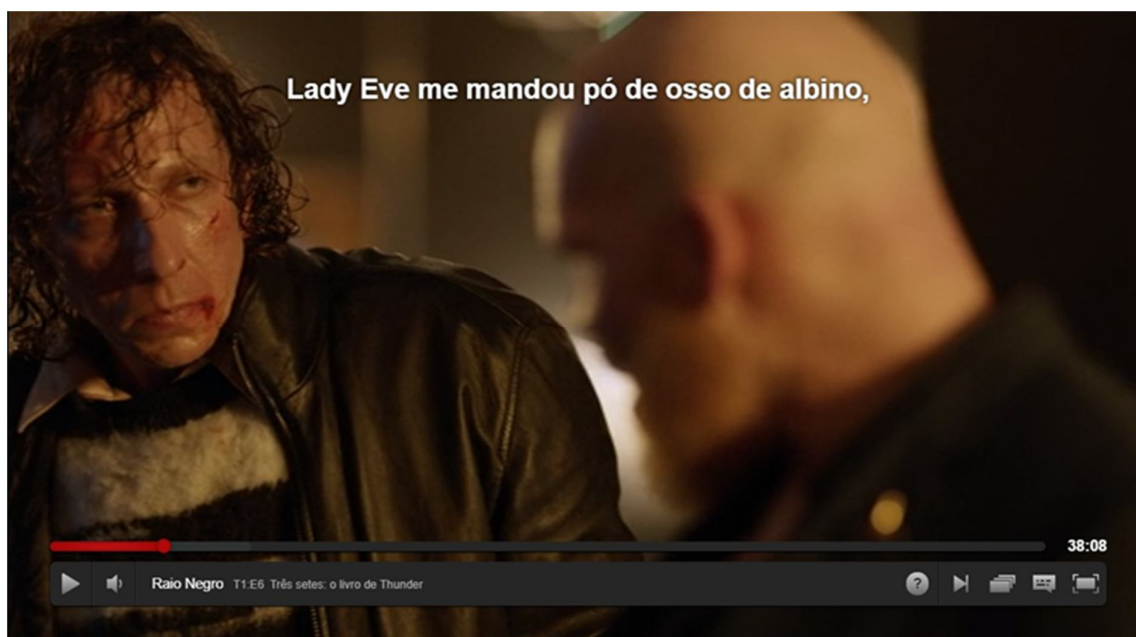 Lady Eve me mandou pó de osso de albino,
38:08
Raio Negro T1:E6 Três setes: o livro de Thunder
?